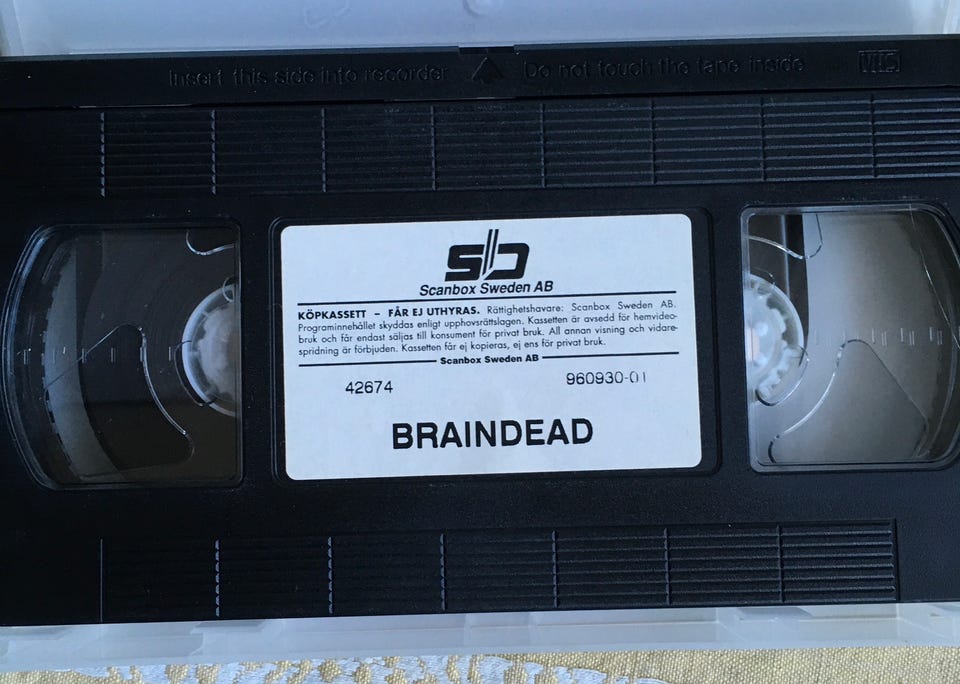 Insert this side into recorder Do not touch the tape inside VHS
Scanbox Sweden AB
KÖPKASSETT – FÅR EJ UTHYRAS. Rättighetshavare: Scanbox Sweden AB.
Programinnehållet skyddas enligt upphovsrättslagen. Kassetten är avsedd för hemvideo-
bruk och får endast säljas till konsument för privat bruk. All annan visning och vidare-
spridning är förbjuden. Kassetten får ej kopieras, ej ens för privat bruk.
Scanbox Sweden AB
42674 960930-01
BRAINDEAD